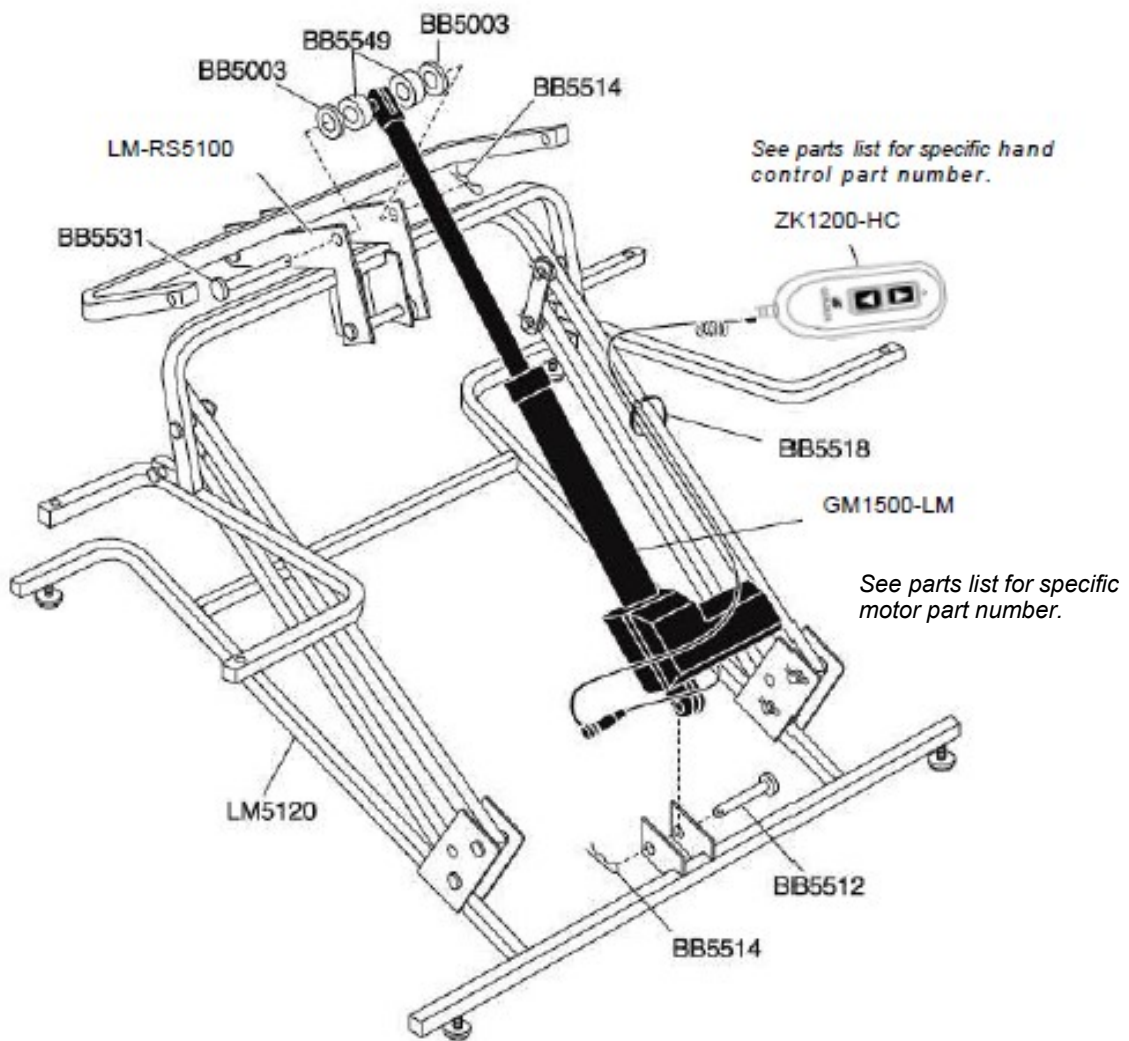 BB5003
BB5549
BB5003
BB5514
LM-RS5100
See parts list for specific hand
control part number.
ZK1200-HC
BB5531
BB5518
GM1500-LM
See parts list for specific
motor part number.
LM5120
BB5512
BB5514